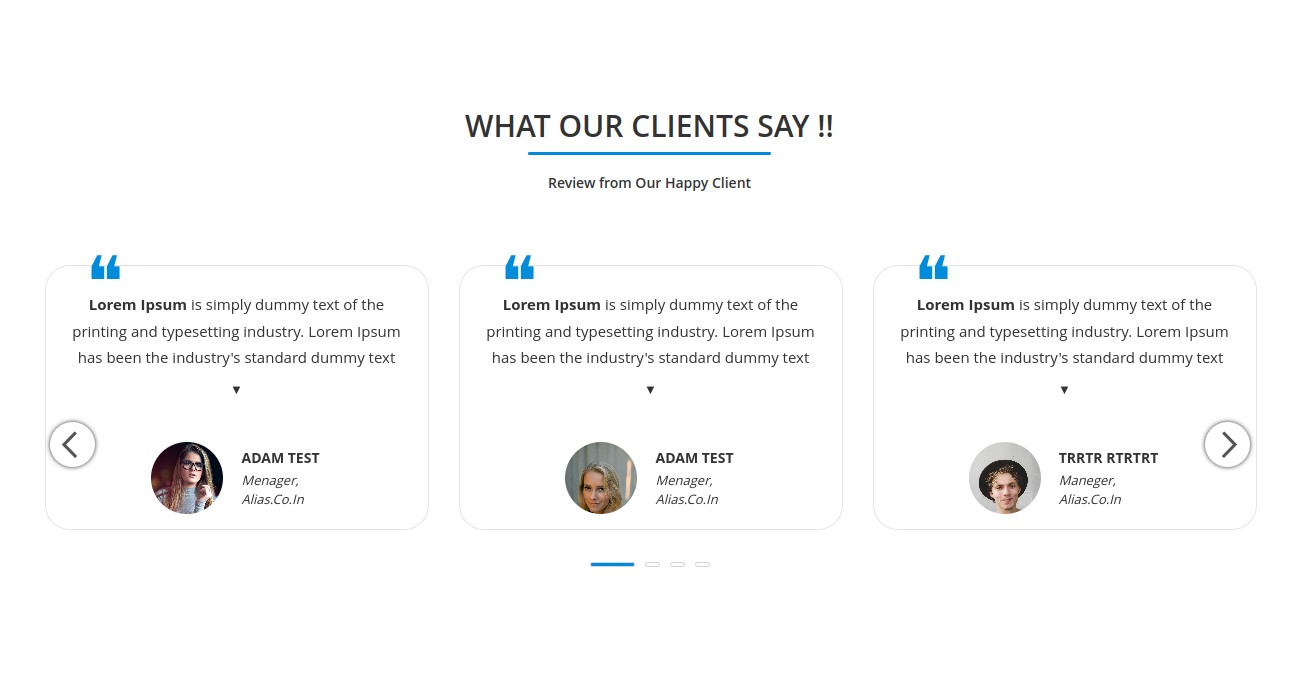 WHAT OUR CLIENTS SAY !!
Review from Our Happy Client
❝
Lorem Ipsum is simply dummy text of the
printing and typesetting industry. Lorem Ipsum
has been the industry's standard dummy text
▼
ADAM TEST
Menager,
Alias.Co.In
❝
Lorem Ipsum is simply dummy text of the
printing and typesetting industry. Lorem Ipsum
has been the industry's standard dummy text
▼
ADAM TEST
Menager,
Alias.Co.In
❝
Lorem Ipsum is simply dummy text of the
printing and typesetting industry. Lorem Ipsum
has been the industry's standard dummy text
▼
TRRTR RTRTRT
Maneger,
Alias.Co.In